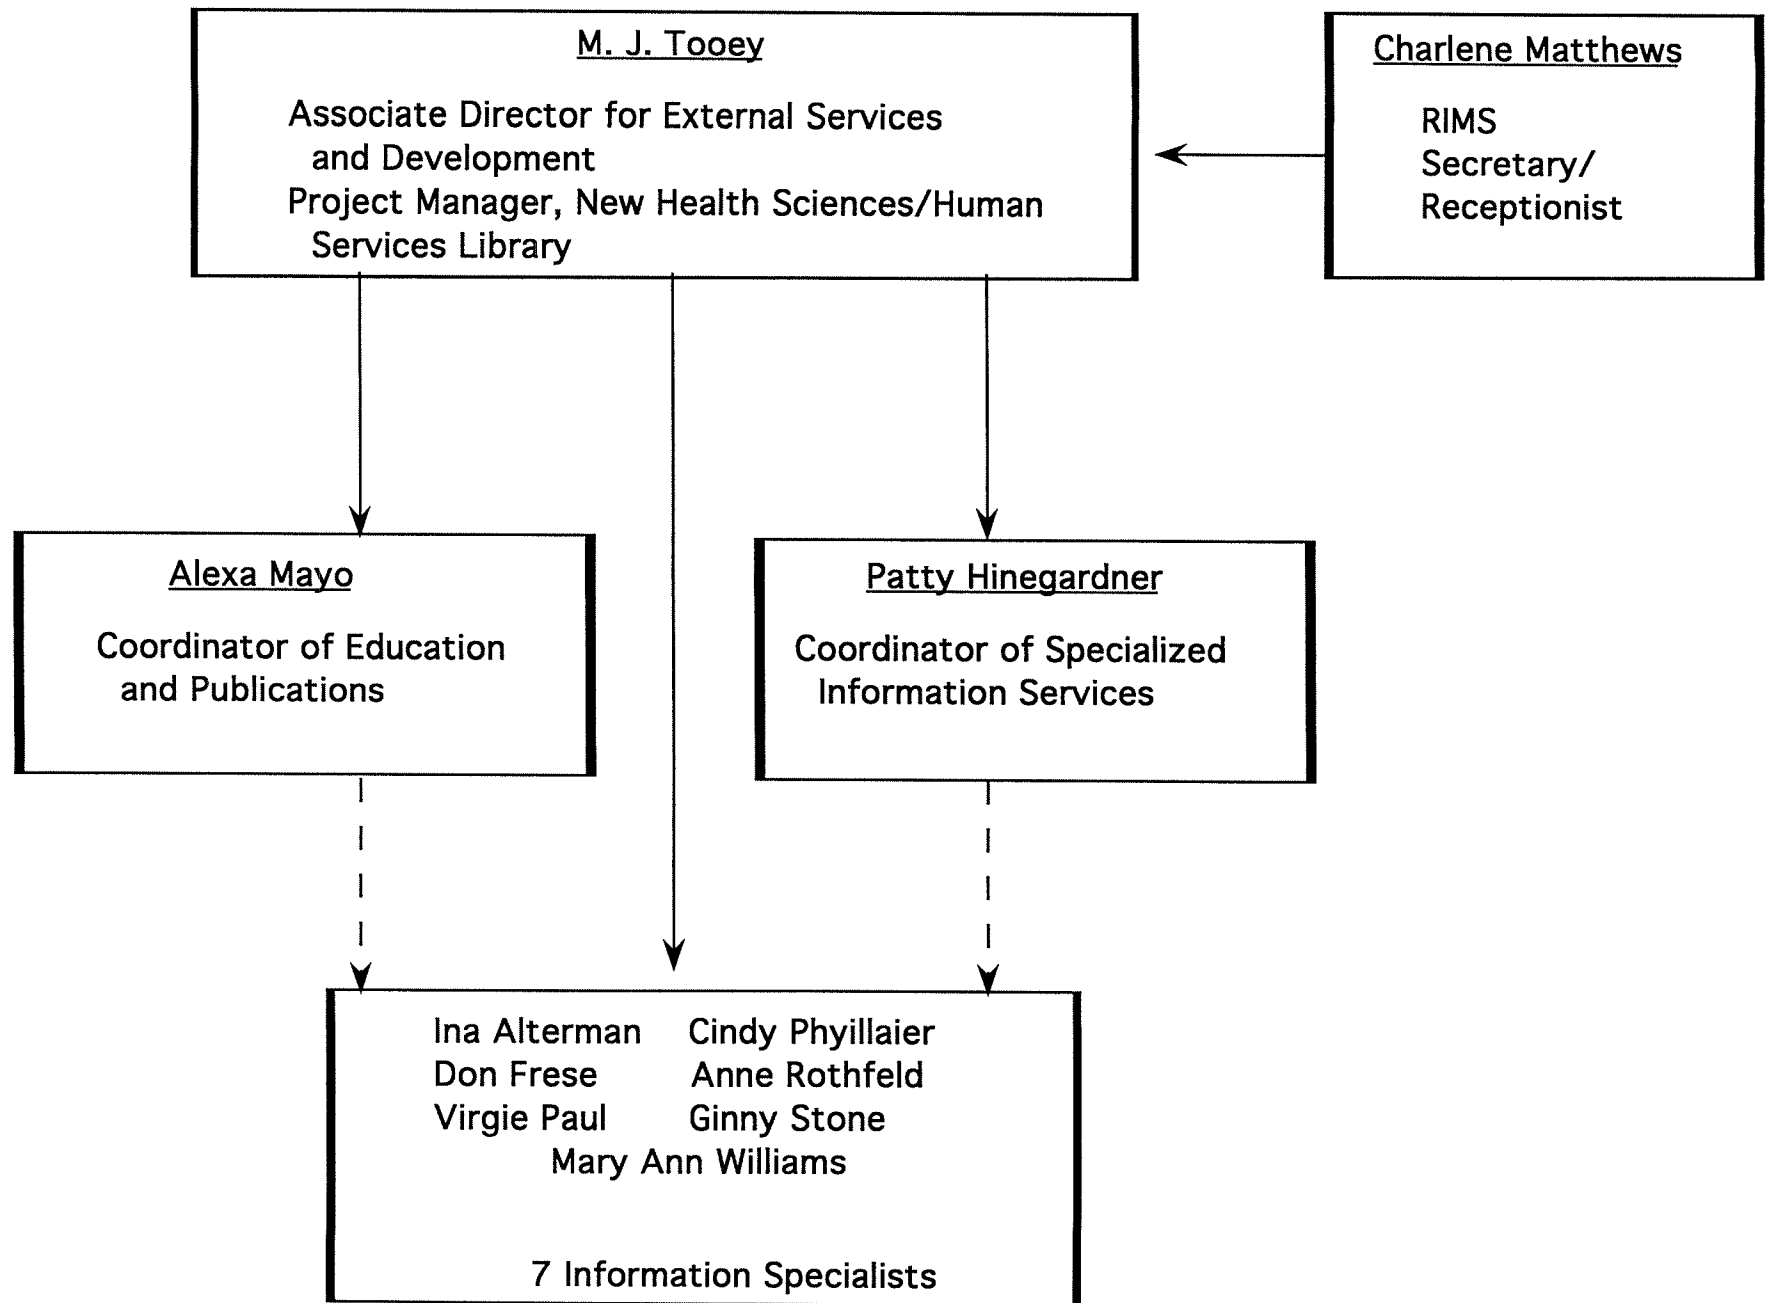 M. J. Tooey
Associate Director for External Services
and Development
Project Manager, New Health Sciences/Human
Services Library
Charlene Matthews
RIMS
Secretary/
Receptionist
Alexa Mayo
Coordinator of Education
and Publications
Patty Hinegardner
Coordinator of Specialized
Information Services
Ina Alterman Cindy Phyillaier
Don Frese Anne Rothfeld
Virgie Paul Ginny Stone
Mary Ann Williams
7 Information Specialists